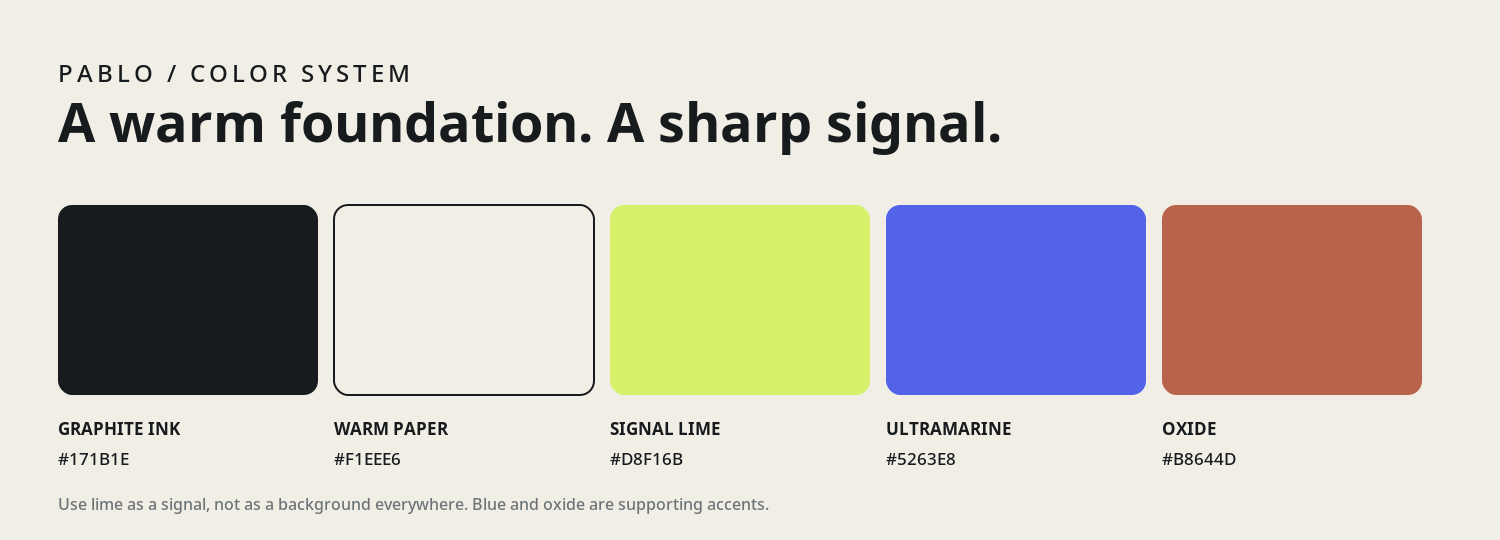 PABLO / COLOR SYSTEM
A warm foundation. A sharp signal.
GRAPHITE INK
#171B1E
WARM PAPER
#F1EEE6
SIGNAL LIME
#D8F16B
ULTRAMARINE
#5263E8
OXIDE
#B8644D
Use lime as a signal, not as a background everywhere. Blue and oxide are supporting accents.